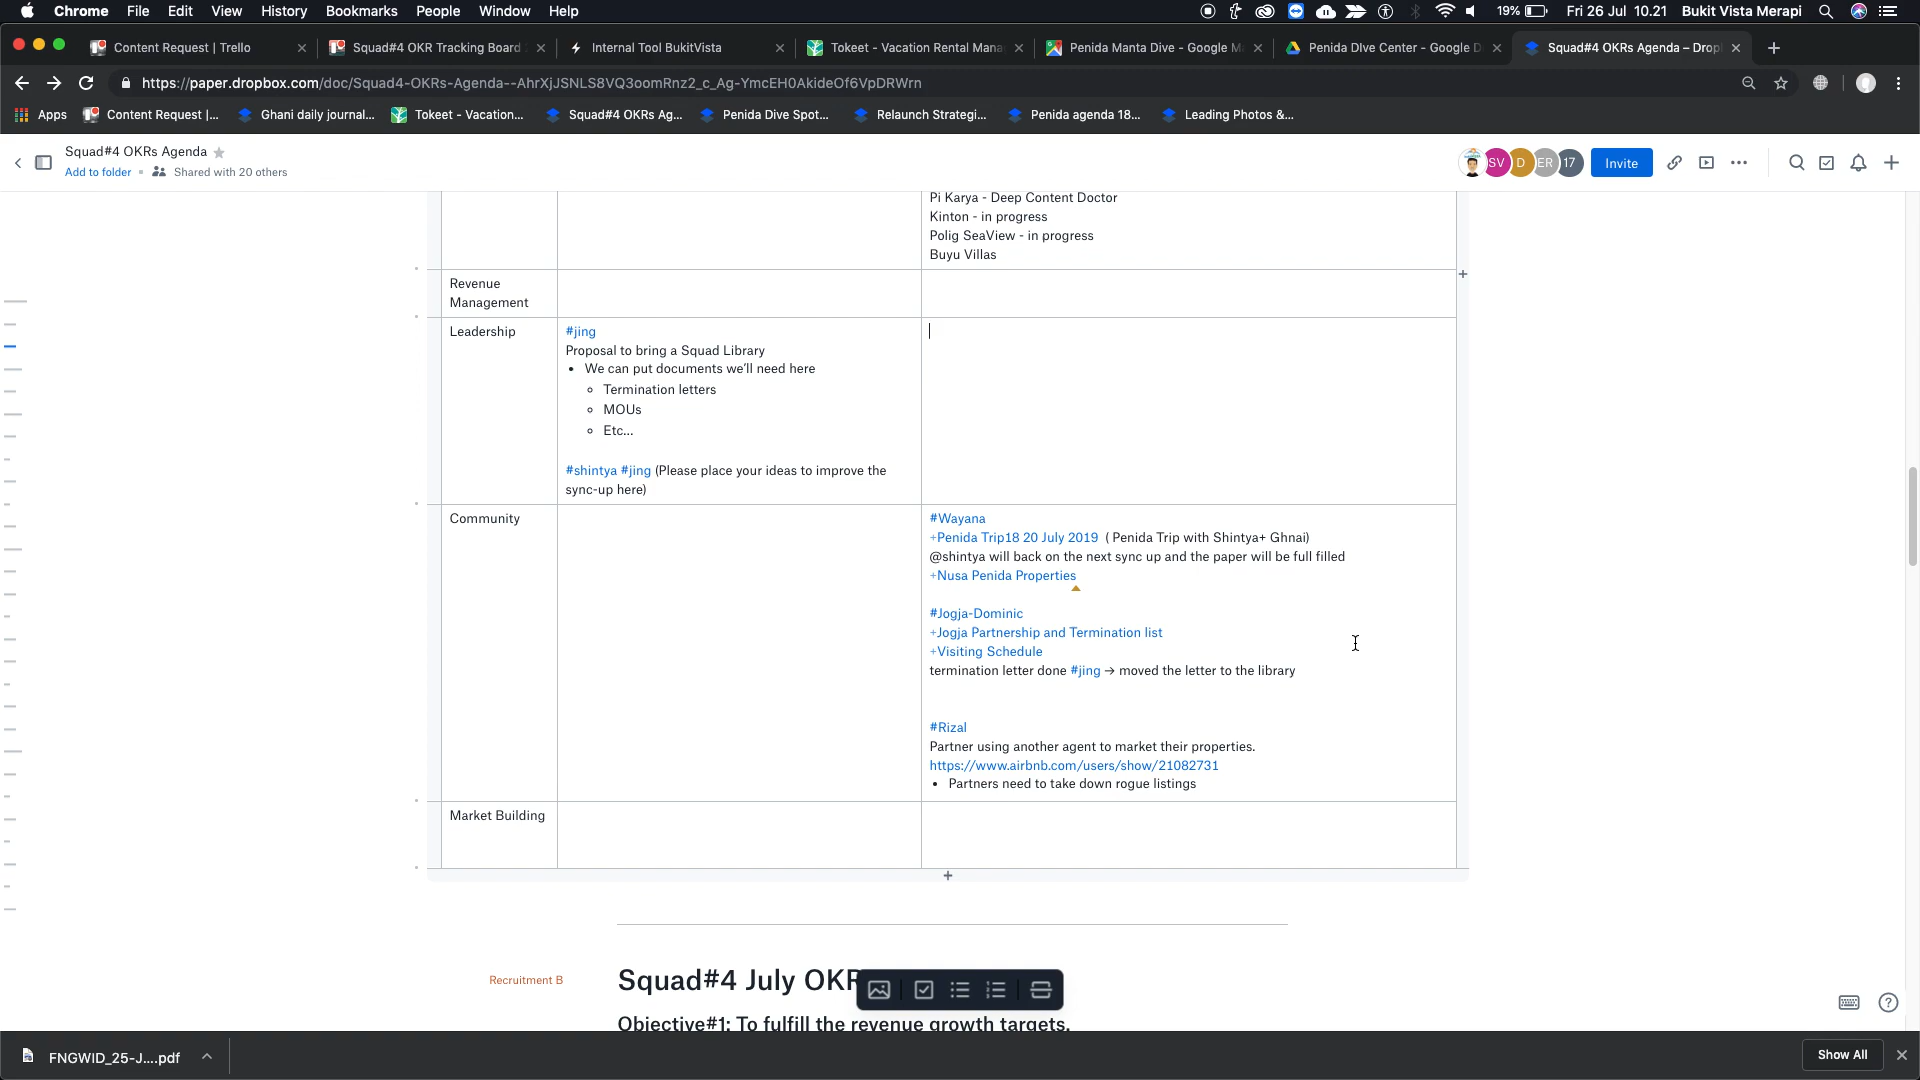 Chrome File Edit View History Bookmarks People Window Help 19% Fri 26 Jul 10.21 Bukit Vista Merapi
Content Request | Trello
Squad#4 OKR Tracking Board
Internal Tool BukitVista
Tokeet - Vacation Rental Mana
Penida Manta Dive - Google M
Penida DIve Center - Google D
Squad#4 OKRs Agenda – Drop
https://paper.dropbox.com/doc/Squad4-OKRs-Agenda--AhrXjJSNLS8VQ3oomRnz2_c_Ag-YmcEH0AkideOf6VpDRWrn
Apps Content Request |... Ghani daily journal... Tokeet - Vacation... Squad#4 OKRs Ag... Penida Dive Spot... Relaunch Strategi... Penida agenda 18... Leading Photos &...
Squad#4 OKRs Agenda
Add to folder Shared with 20 others
SV D ER 17 Invite
Pi Karya - Deep Content Doctor
Kinton - in progress
Polig SeaView - in progress
Buyu Villas
Revenue
Management
Leadership
#jing
Proposal to bring a Squad Library
• We can put documents we'll need here
◦ Termination letters
◦ MOUs
◦ Etc...
#shintya #jing (Please place your ideas to improve the
sync-up here)
Community
#Wayana
+Penida Trip18 20 July 2019 ( Penida Trip with Shintya+ Ghnai)
@shintya will back on the next sync up and the paper will be full filled
+Nusa Penida Properties
#Jogja-Dominic
+Jogja Partnership and Termination list
+Visiting Schedule
termination letter done #jing → moved the letter to the library
#Rizal
Partner using another agent to market their properties.
https://www.airbnb.com/users/show/21082731
• Partners need to take down rogue listings
Market Building
Recruitment B
Squad#4 July OKR
Objective#1: To fulfill the revenue growth targets.
FNGWID_25-J....pdf
Show All